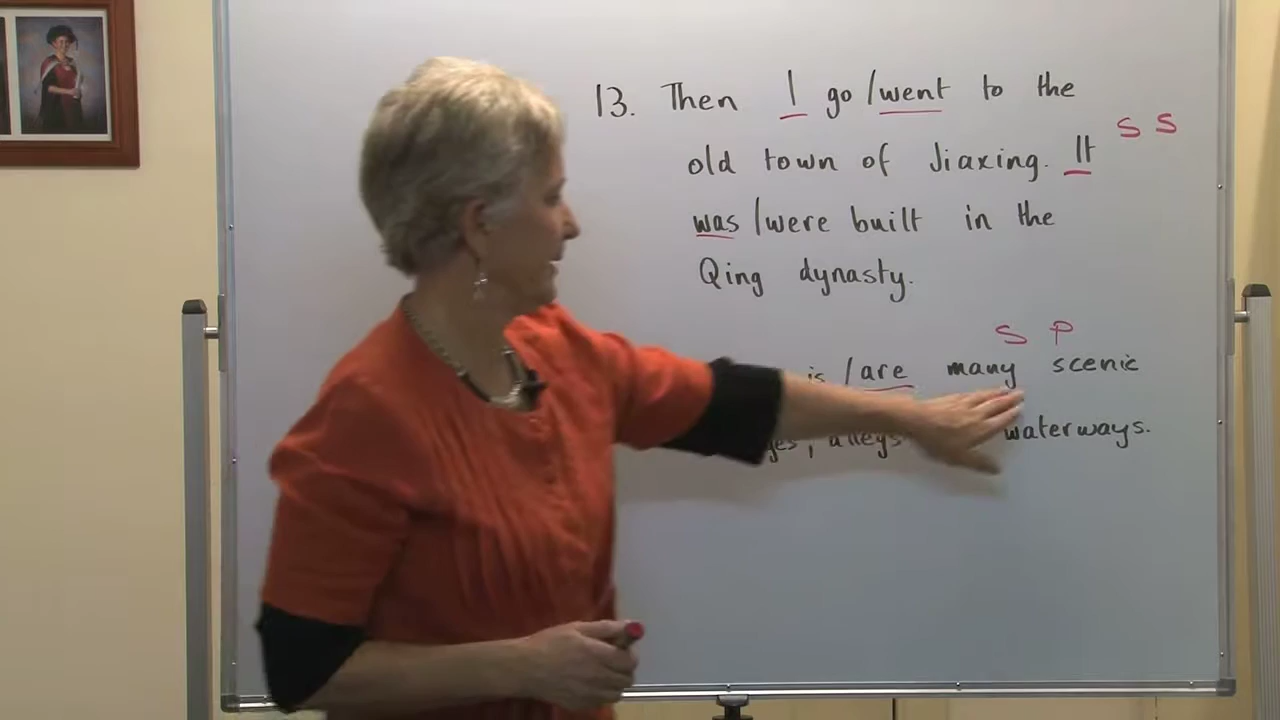 13. Then I go /went to the
S S
old town of Jiaxing. It
was /were built in the
Qing dynasty.
S P
is /are many scenic
alleys waterways.